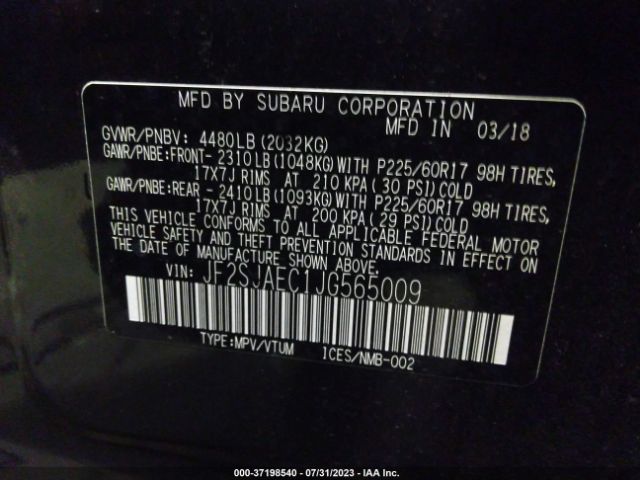 MFD BY SUBARU CORPORATION
MFD IN 03/18
GVWR/PNBV: 4480LB (2032KG)
GAWR/PNBE:FRONT- 2310LB(1048KG)WITH P225/60R17 98H TIRES,
17X7J RIMS AT 210 KPA( 30 PSI)COLD
GAWR/PNBE:REAR -2410LB(1093KG)WITH P225/60R17 98H TIRES,
17X7J RIMS AT 200 KPA( 29 PSI)COLD
THIS VEHICLE CONFORMS TO ALL APPLICABLE FEDERAL MOTOR
VEHICLE SAFETY AND THEFT PREVENTION STANDARDS IN EFFECT ON
THE DATE OF MANUFACTURE SHOWN ABOVE.
VIN: JF2SJAEC1JG565009
TYPE:MPV/VTUM ICES/NMB-002
000-37198540 - 07/31/2023 - IAA Inc.